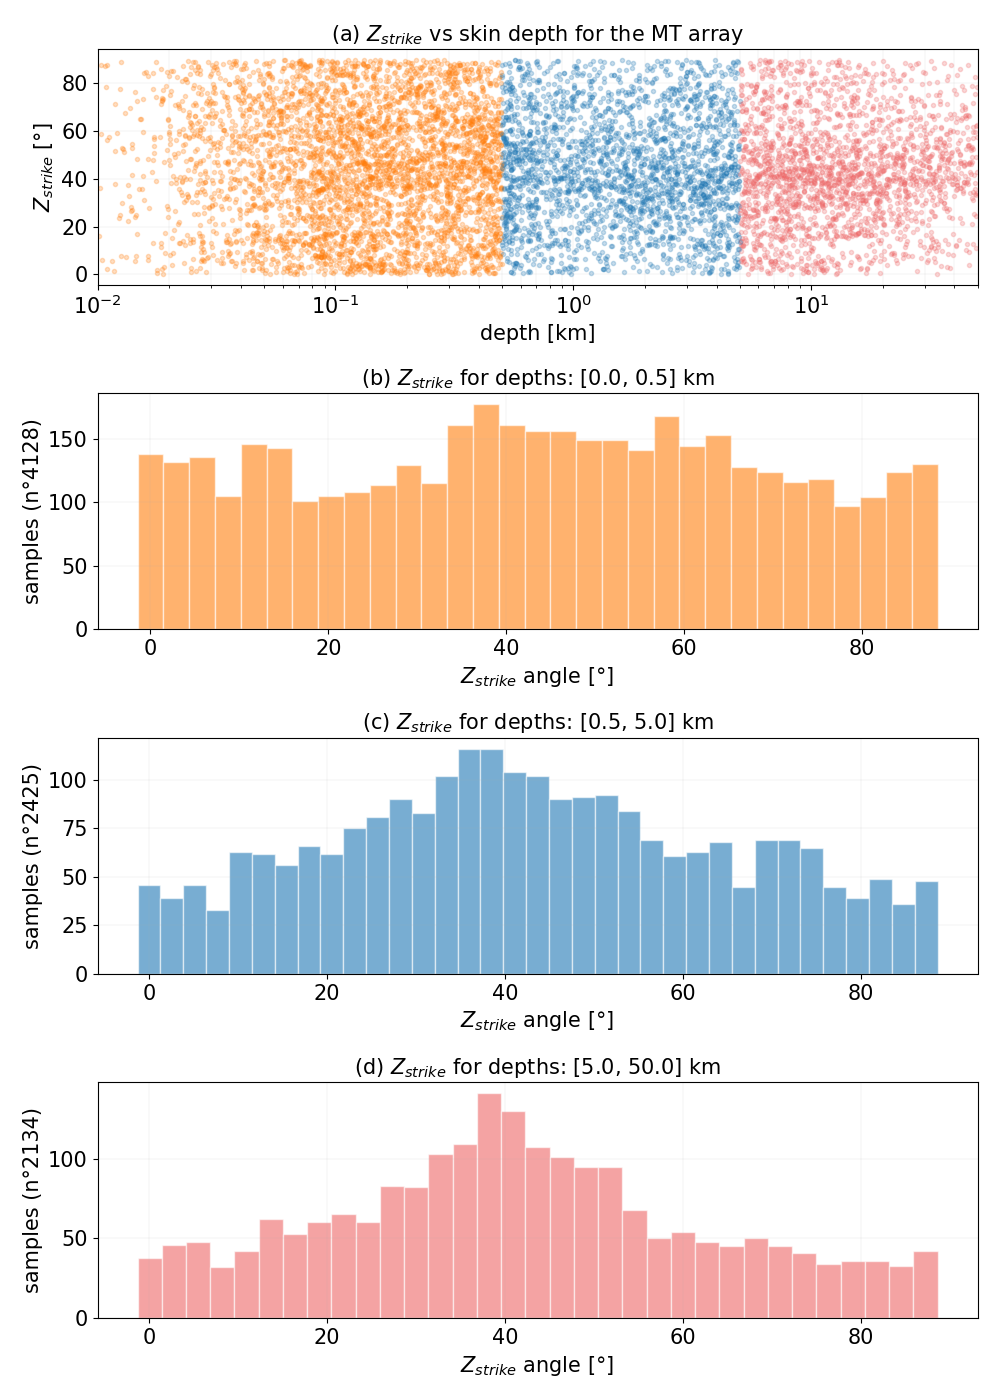 (a) Z_strike vs skin depth for the MT array
Z_strike [°]
80
60
40
20
0
10^-2
10^-1
10^0
10^1
depth [km]
(b) Z_strike for depths: [0.0, 0.5] km
samples (n°4128)
150
100
50
0
0 20 40 60 80
Z_strike angle [°]
(c) Z_strike for depths: [0.5, 5.0] km
samples (n°2425)
100
75
50
25
0
0 20 40 60 80
Z_strike angle [°]
(d) Z_strike for depths: [5.0, 50.0] km
samples (n°2134)
100
50
0
0 20 40 60 80
Z_strike angle [°]